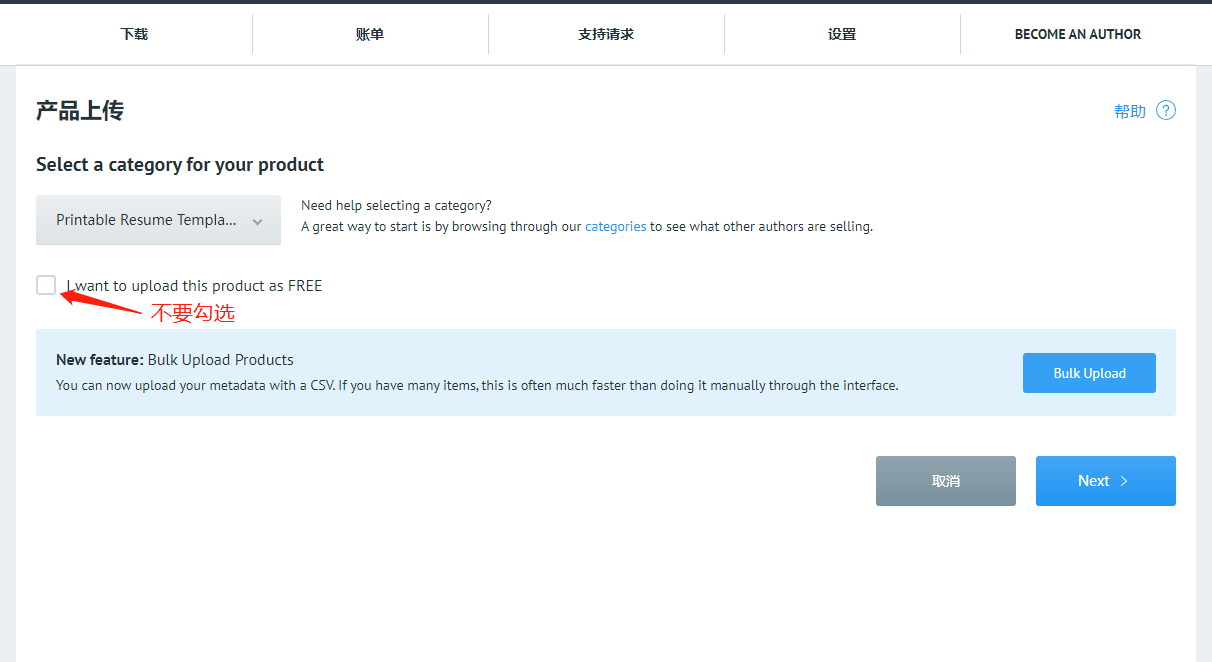 下载
账单
支持请求
设置
BECOME AN AUTHOR
产品上传
帮助 ?
Select a category for your product
Printable Resume Templa...
Need help selecting a category?
A great way to start is by browsing through our categories to see what other authors are selling.
I want to upload this product as FREE
不要勾选
New feature: Bulk Upload Products
You can now upload your metadata with a CSV. If you have many items, this is often much faster than doing it manually through the interface.
Bulk Upload
取消
Next >